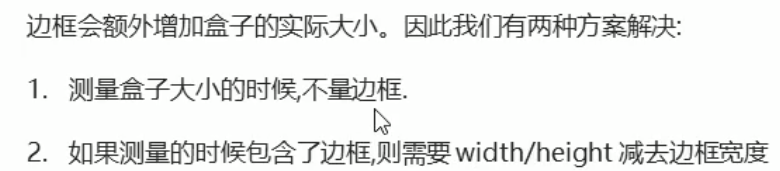 边框会额外增加盒子的实际大小。因此我们有两种方案解决:
1. 测量盒子大小的时候,不量边框.
2. 如果测量的时候包含了边框,则需要 width/height 减去边框宽度